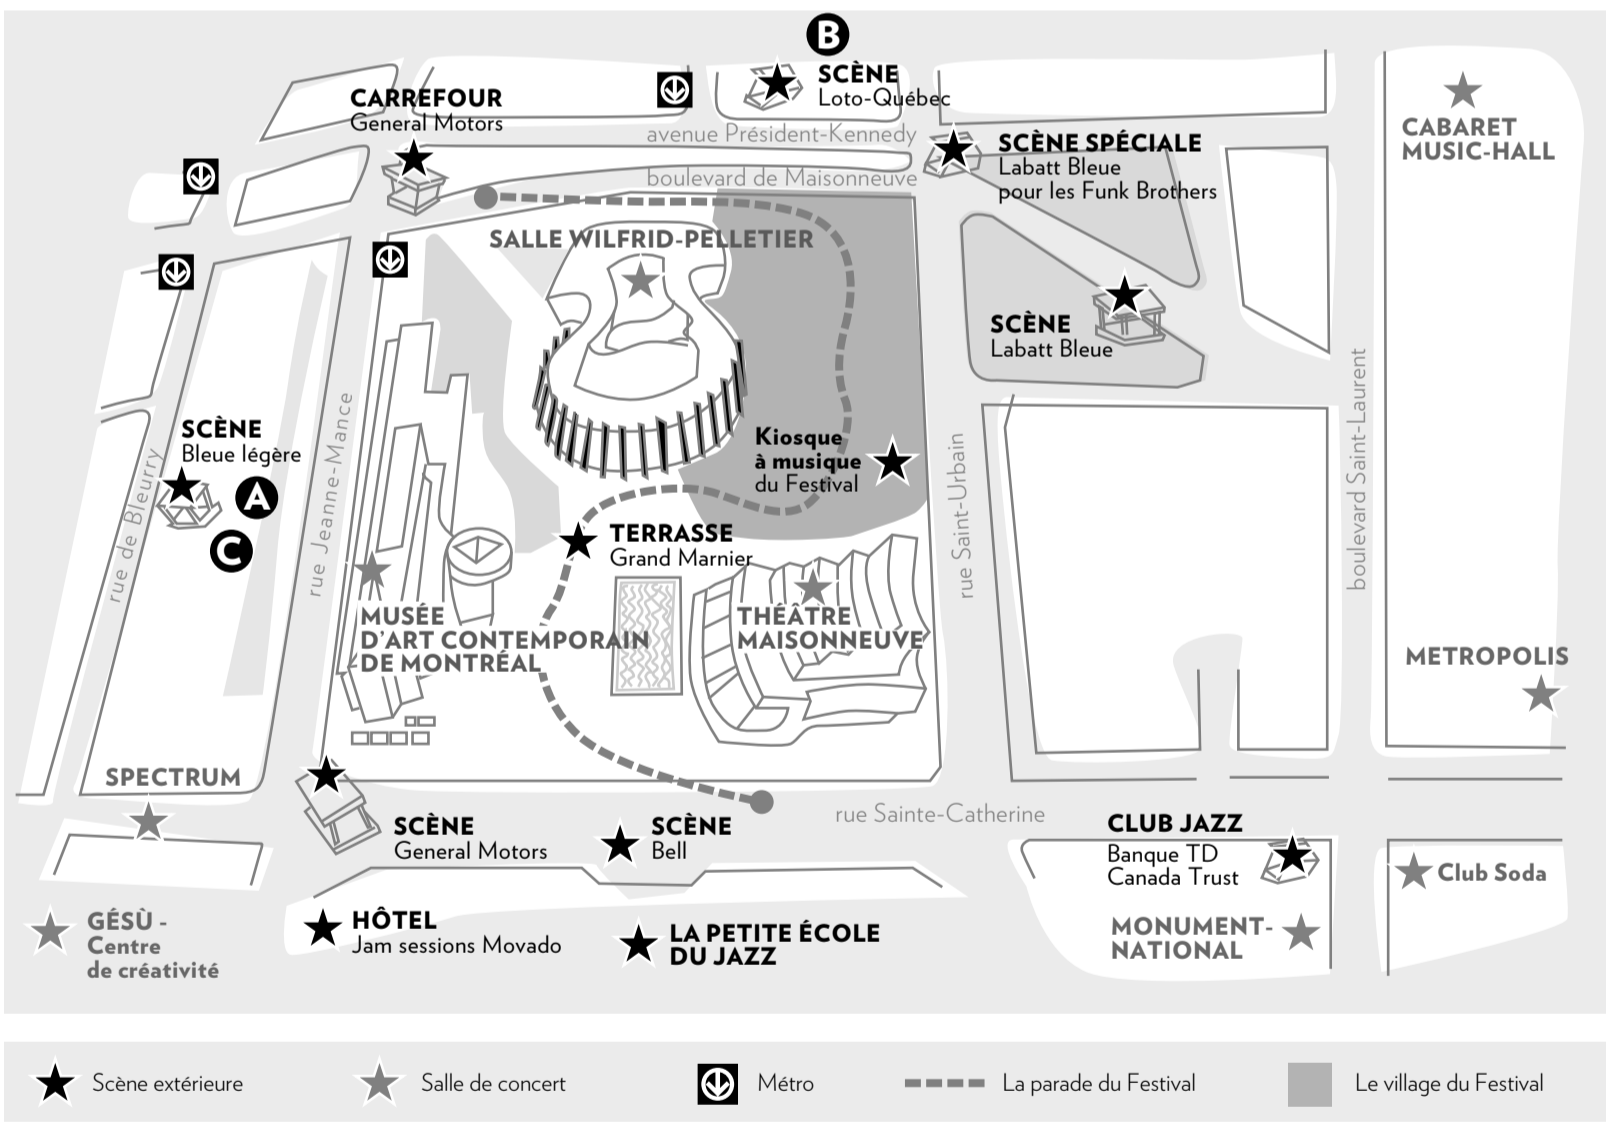 B
SCÈNE
Loto-Québec
CARREFOUR
General Motors
avenue Président-Kennedy
boulevard de Maisonneuve
SCÈNE SPÉCIALE
Labatt Bleue
pour les Funk Brothers
CABARET
MUSIC-HALL
SALLE WILFRID-PELLETIER
SCÈNE
Labatt Bleue
SCÈNE
Bleue légère
A
C
rue de Bleurry
rue Jeanne-Mance
Kiosque
à musique
du Festival
rue Saint-Urbain
boulevard Saint-Laurent
TERRASSE
Grand Marnier
MUSÉE
D'ART CONTEMPORAIN
DE MONTRÉAL
THÉÂTRE
MAISONNEUVE
METROPOLIS
SPECTRUM
SCÈNE
General Motors
SCÈNE
Bell
rue Sainte-Catherine
CLUB JAZZ
Banque TD
Canada Trust
Club Soda
GÉSÙ -
Centre
de créativité
HÔTEL
Jam sessions Movado
LA PETITE ÉCOLE
DU JAZZ
MONUMENT-
NATIONAL
Scène extérieure
Salle de concert
Métro
La parade du Festival
Le village du Festival